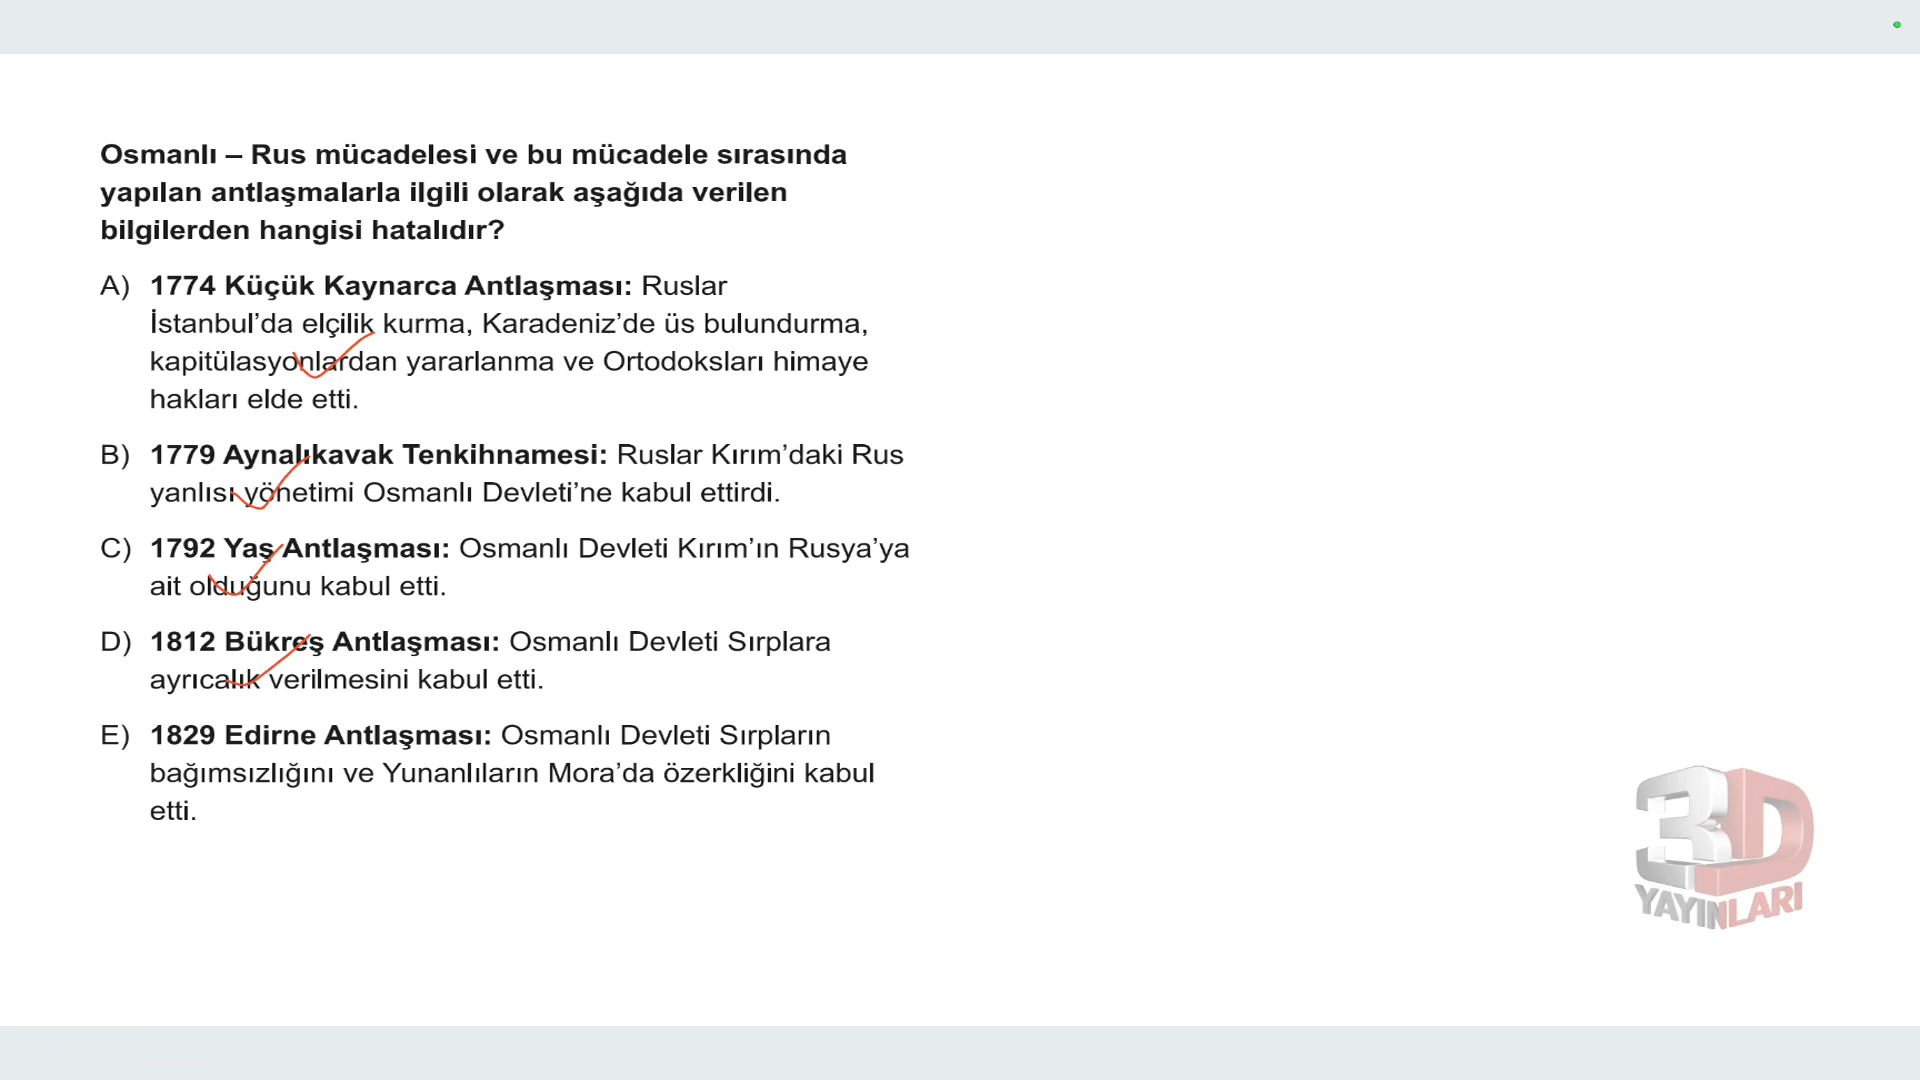 Osmanlı – Rus mücadelesi ve bu mücadele sırasında
yapılan antlaşmalarla ilgili olarak aşağıda verilen
bilgilerden hangisi hatalıdır?
A) 1774 Küçük Kaynarca Antlaşması: Ruslar
İstanbul’da elçilik kurma, Karadeniz’de üs bulundurma,
kapitülasyonlardan yararlanma ve Ortodoksları himaye
hakları elde etti.
B) 1779 Aynalıkavak Tenkihnamesi: Ruslar Kırım’daki Rus
yanlısı yönetimi Osmanlı Devleti’ne kabul ettirdi.
C) 1792 Yaş Antlaşması: Osmanlı Devleti Kırım’ın Rusya’ya
ait olduğunu kabul etti.
D) 1812 Bükreş Antlaşması: Osmanlı Devleti Sırplara
ayrıcalık verilmesini kabul etti.
E) 1829 Edirne Antlaşması: Osmanlı Devleti Sırpların
bağımsızlığını ve Yunanlıların Mora’da özerkliğini kabul
etti.
3D
YAYINLARI